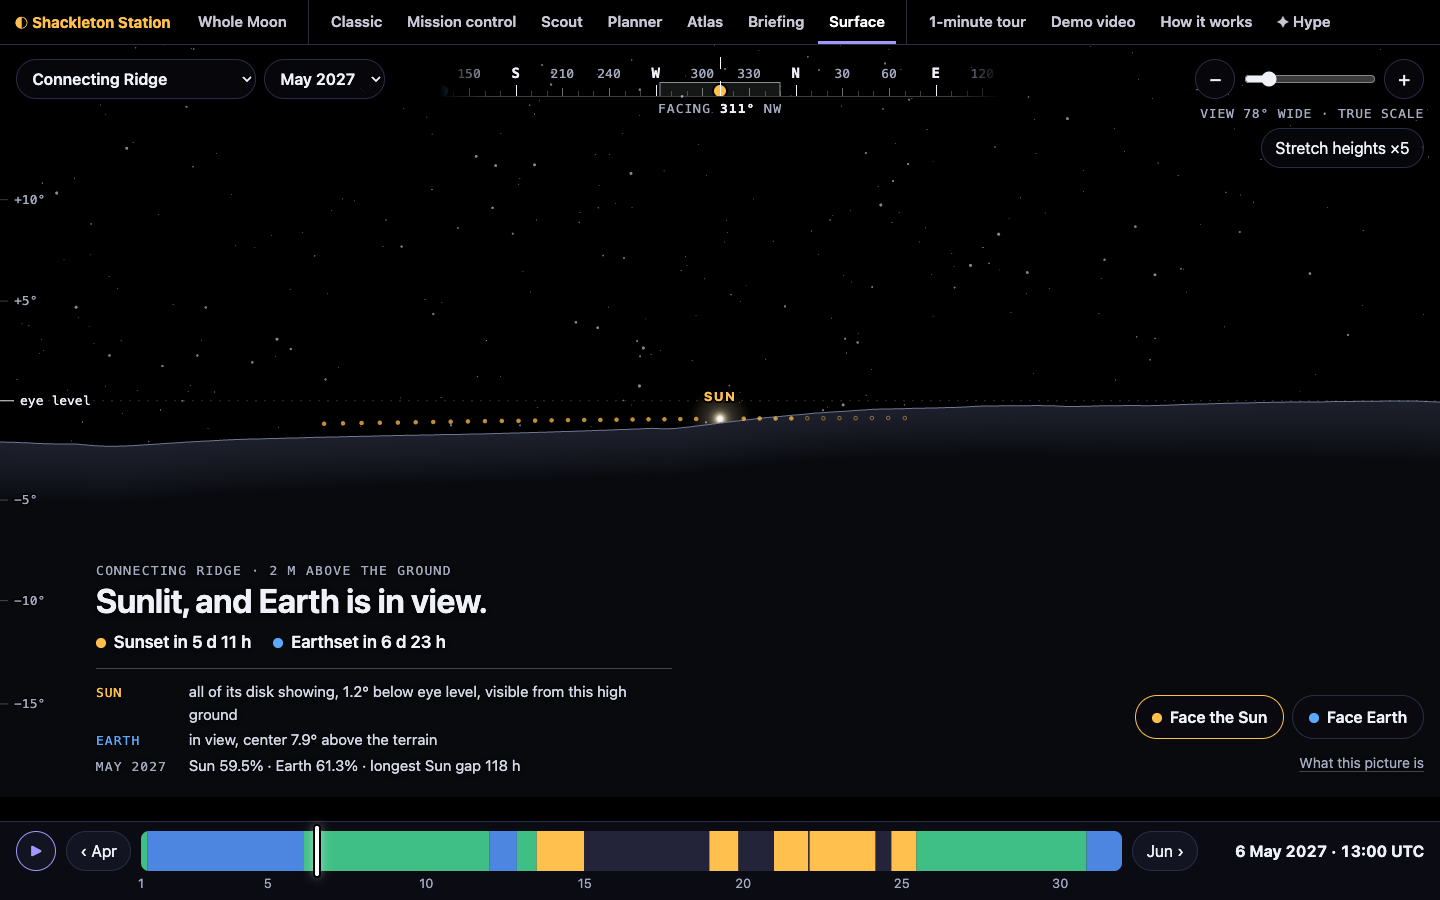 Shackleton Station Whole Moon Classic Mission control Scout Planner Atlas Briefing Surface 1-minute tour Demo video How it works ✦ Hype
Connecting Ridge May 2027
150 S 210 240 W 300 330 N 30 60 E 120
FACING 311° NW
− +
VIEW 78° WIDE · TRUE SCALE
Stretch heights ×5
+10°
+5°
SUN
eye level
−5°
−10°
−15°
CONNECTING RIDGE · 2 M ABOVE THE GROUND
Sunlit, and Earth is in view.
Sunset in 5 d 11 h Earthset in 6 d 23 h
SUN all of its disk showing, 1.2° below eye level, visible from this high
ground
EARTH in view, center 7.9° above the terrain
MAY 2027 Sun 59.5% · Earth 61.3% · longest Sun gap 118 h
Face the Sun Face Earth
What this picture is
‹ Apr Jun › 6 May 2027 · 13:00 UTC
1 5 10 15 20 25 30